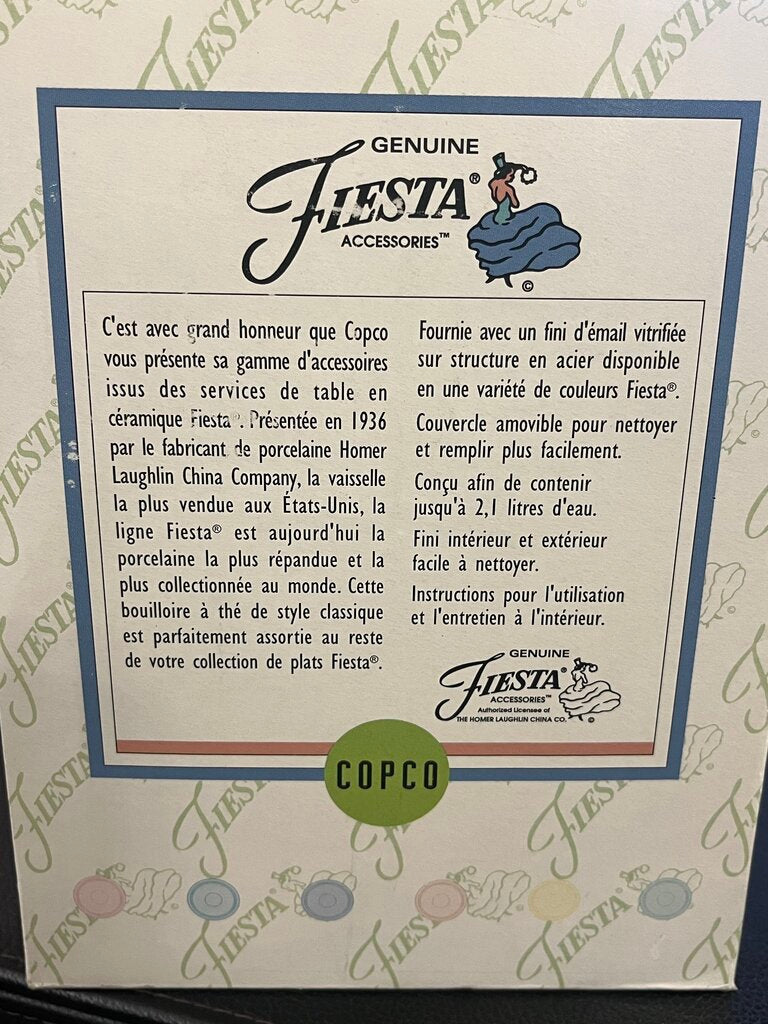 GENUINE
FIESTA®
ACCESSORIES™
©
C'est avec grand honneur que Copco
vous présente sa gamme d'accessoires
issus des services de table en
céramique Fiesta®. Présentée en 1936
par le fabricant de porcelaine Homer
Laughlin China Company, la vaisselle
la plus vendue aux États-Unis, la
ligne Fiesta® est aujourd'hui la
porcelaine la plus répandue et la
plus collectionnée au monde. Cette
bouilloire à thé de style classique
est parfaitement assortie au reste
de votre collection de plats Fiesta®.
Fournie avec un fini d'émail vitrifiée
sur structure en acier disponible
en une variété de couleurs Fiesta®.
Couvercle amovible pour nettoyer
et remplir plus facilement.
Conçu afin de contenir
jusqu'à 2,1 litres d'eau.
Fini intérieur et extérieur
facile à nettoyer.
Instructions pour l'utilisation
et l'entretien à l'intérieur.
GENUINE
FIESTA®
ACCESSORIES™
Authorized Licensee of
THE HOMER LAUGHLIN CHINA CO. ©
COPCO
FIESTA
FIESTA
FIESTA
FIESTA